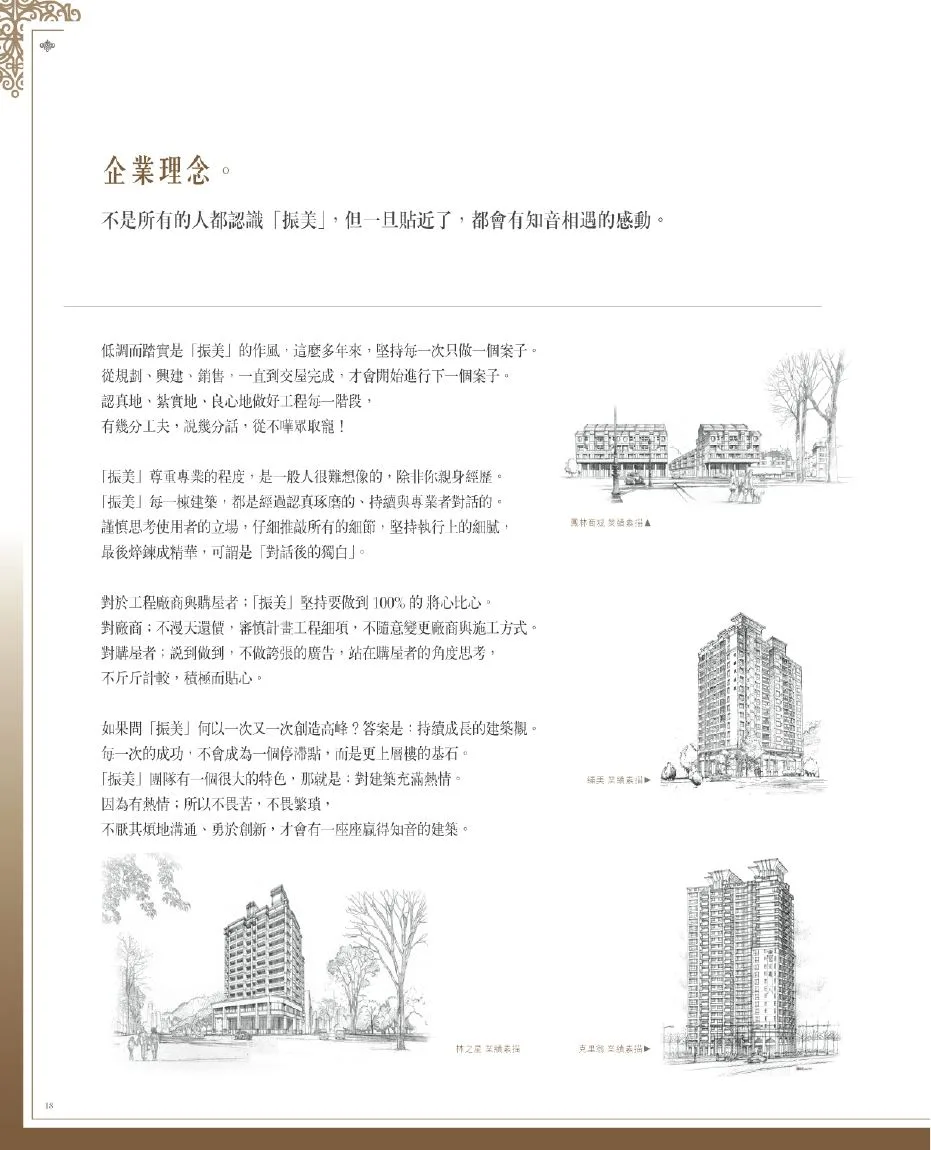 企業理念。
不是所有的人都認識「振美」，但一旦貼近了，都會有知音相遇的感動。
低調而踏實是「振美」的作風，這麼多年來，堅持每一次只做一個案子。
從規劃、興建、銷售，一直到交屋完成，才會開始進行下一個案子。
認真地、紮實地、良心地做好工程每一階段，
有幾分工夫，說幾分話，從不嘩眾取寵！
「振美」尊重專業的程度，是一般人很難想像的，除非你親身經歷。
「振美」每一棟建築，都是經過認真琢磨的、持續與專業者對話的。
謹慎思考使用者的立場，仔細推敲所有的細節，堅持執行上的細膩，
最後焠鍊成精華，可謂是「對話後的獨白」。
對於工程廠商與購屋者；「振美」堅持要做到 100% 的 將心比心。
對廠商；不漫天還價，審慎計畫工程細項，不隨意變更廠商與施工方式。
對購屋者；說到做到，不做誇張的廣告，站在購屋者的角度思考，
不斤斤計較，積極而貼心。
如果問「振美」何以一次又一次創造高峰？答案是：持續成長的建築觀。
每一次的成功，不會成為一個停滯點，而是更上層樓的基石。
「振美」團隊有一個很大的特色，那就是：對建築充滿熱情。
因為有熱情；所以不畏苦，不畏繁瑣，
不厭其煩地溝通、勇於創新，才會有一座座贏得知音的建築。
鳳林商城 業績素描▲
臻美 業績素描▶
林之星 業績素描
克里翁 業績素描▶
18